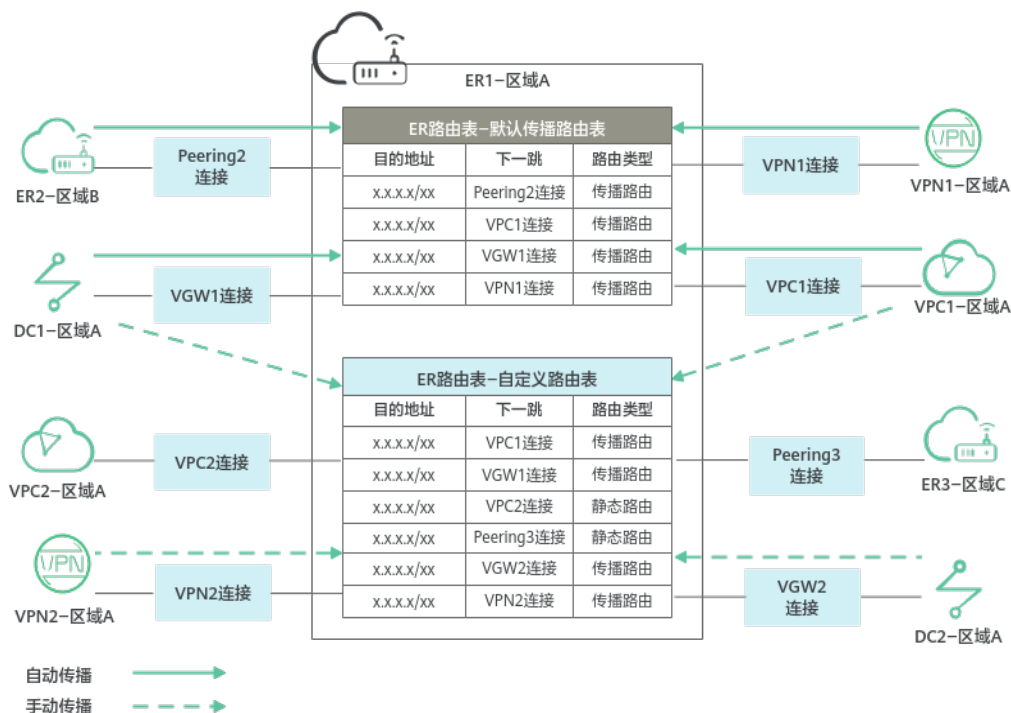 ER1-区域A
ER路由表-默认传播路由表
目的地址 下一跳 路由类型
x.x.x.x/xx Peering2连接 传播路由
x.x.x.x/xx VPC1连接 传播路由
x.x.x.x/xx VGW1连接 传播路由
x.x.x.x/xx VPN1连接 传播路由
Peering2
连接
ER2-区域B
VGW1连接
DC1-区域A
VPN
VPN1连接
VPN1-区域A
VPC1连接
VPC1-区域A
ER路由表-自定义路由表
目的地址 下一跳 路由类型
x.x.x.x/xx VPC1连接 传播路由
x.x.x.x/xx VGW1连接 传播路由
x.x.x.x/xx VPC2连接 静态路由
x.x.x.x/xx Peering3连接 静态路由
x.x.x.x/xx VGW2连接 传播路由
x.x.x.x/xx VPN2连接 传播路由
VPC2连接
VPC2-区域A
VPN
VPN2连接
VPN2-区域A
Peering3
连接
ER3-区域C
VGW2
连接
DC2-区域A
自动传播
手动传播